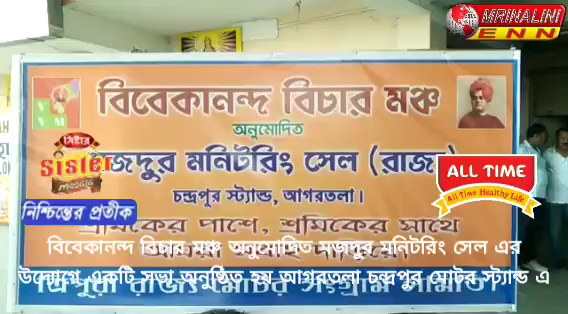 MRINALINI
ENN
বিবেকানন্দ বিচার মঞ্চ
অনুমোদিত
মজদুর মনিটরিং সেল (রাজ্য)
সিষ্টার
Sister
ALL TIME
All Time Healthy Life
চন্দ্রপুর স্ট্যান্ড, আগরতলা।
নিশ্চিন্তের প্রতীক
শ্রমিকের পাশে, শ্রমিকের সাথে
বিবেকানন্দ বিচার মঞ্চ অনুমোদিত মজদুর মনিটরিং সেল এর
উদ্যোগে একটি সভা অনুষ্ঠিত হয় আগরতলা চন্দ্রপুর মোটর স্ট্যান্ড এ
ত্রিপুরা রাজ্য মোটর